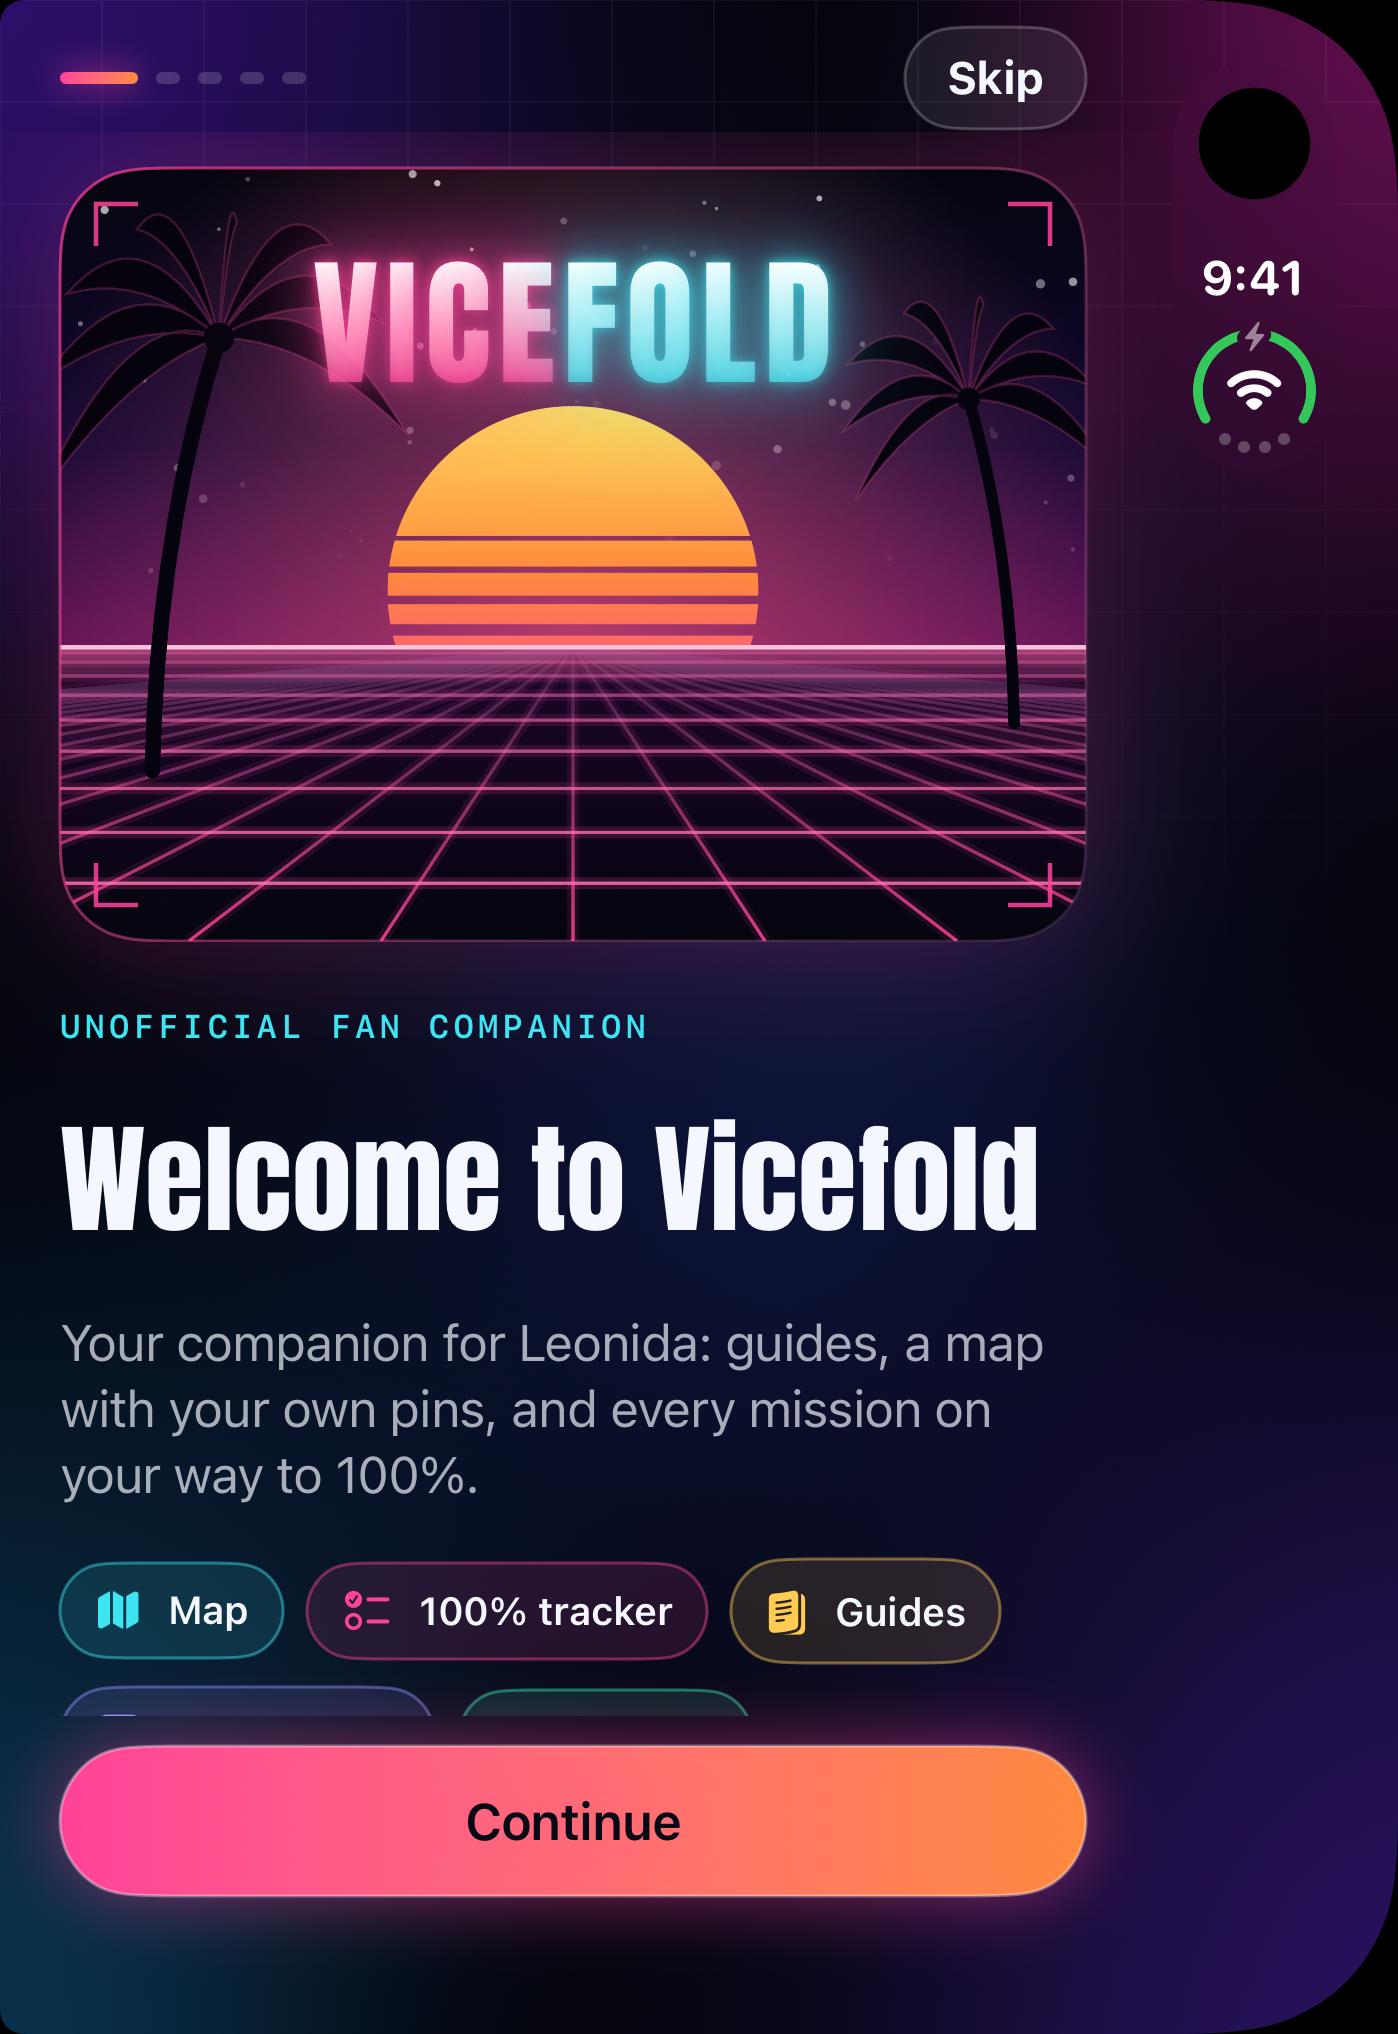 Skip
9:41
VICEFOLD
UNOFFICIAL FAN COMPANION
Welcome to Vicefold
Your companion for Leonida: guides, a map
with your own pins, and every mission on
your way to 100%.
Map
100% tracker
Guides
Continue